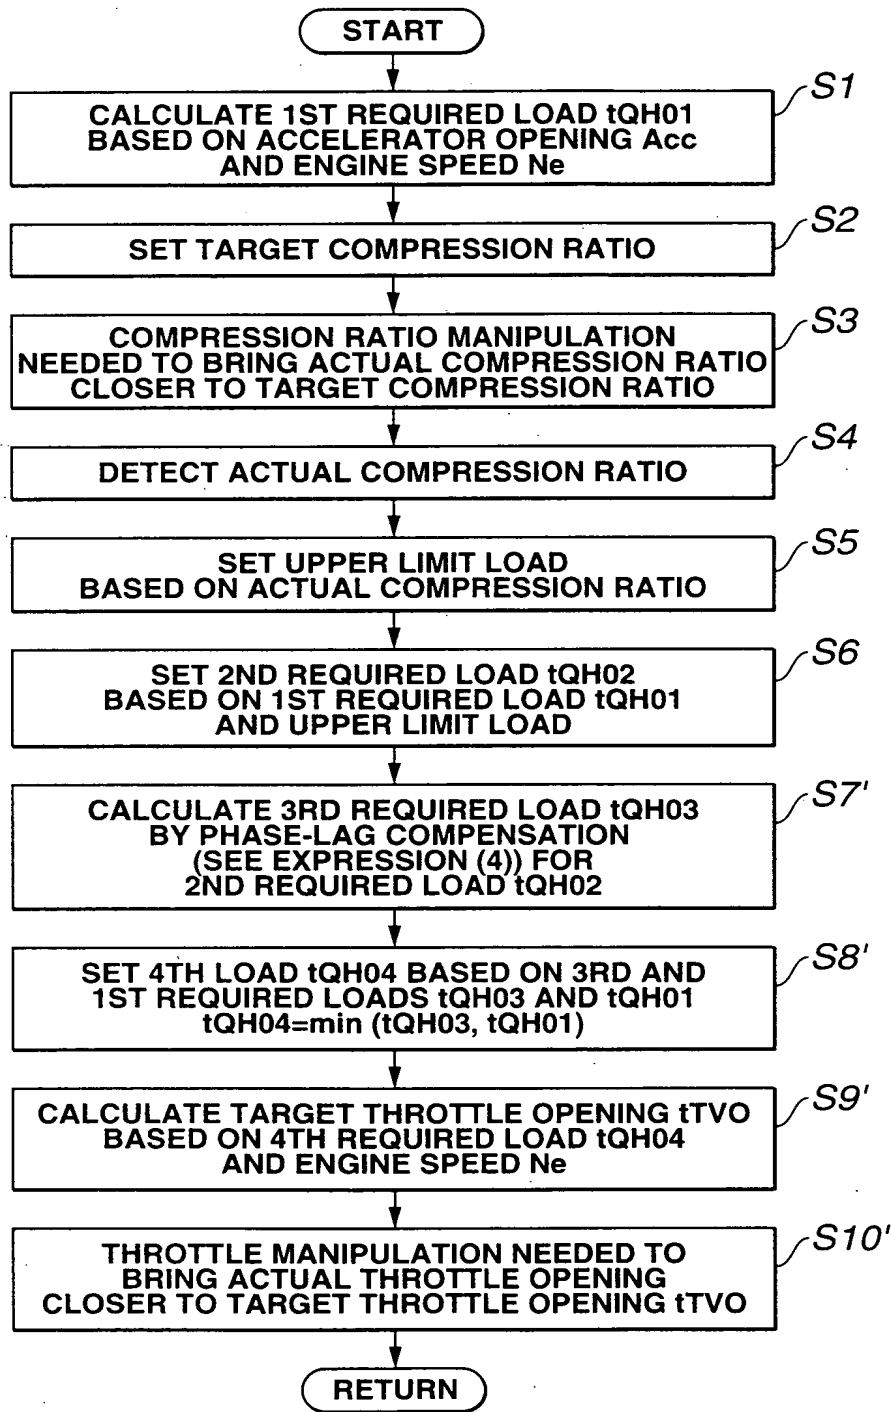 START
S1
CALCULATE 1ST REQUIRED LOAD tQH01
BASED ON ACCELERATOR OPENING Acc
AND ENGINE SPEED Ne
S2
SET TARGET COMPRESSION RATIO
S3
COMPRESSION RATIO MANIPULATION
NEEDED TO BRING ACTUAL COMPRESSION RATIO
CLOSER TO TARGET COMPRESSION RATIO
S4
DETECT ACTUAL COMPRESSION RATIO
S5
SET UPPER LIMIT LOAD
BASED ON ACTUAL COMPRESSION RATIO
S6
SET 2ND REQUIRED LOAD tQH02
BASED ON 1ST REQUIRED LOAD tQH01
AND UPPER LIMIT LOAD
S7'
CALCULATE 3RD REQUIRED LOAD tQH03
BY PHASE-LAG COMPENSATION
(SEE EXPRESSION (4)) FOR
2ND REQUIRED LOAD tQH02
S8'
SET 4TH LOAD tQH04 BASED ON 3RD AND
1ST REQUIRED LOADS tQH03 AND tQH01
tQH04=min (tQH03, tQH01)
S9'
CALCULATE TARGET THROTTLE OPENING tTVO
BASED ON 4TH REQUIRED LOAD tQH04
AND ENGINE SPEED Ne
S10'
THROTTLE MANIPULATION NEEDED TO
BRING ACTUAL THROTTLE OPENING
CLOSER TO TARGET THROTTLE OPENING tTVO
RETURN